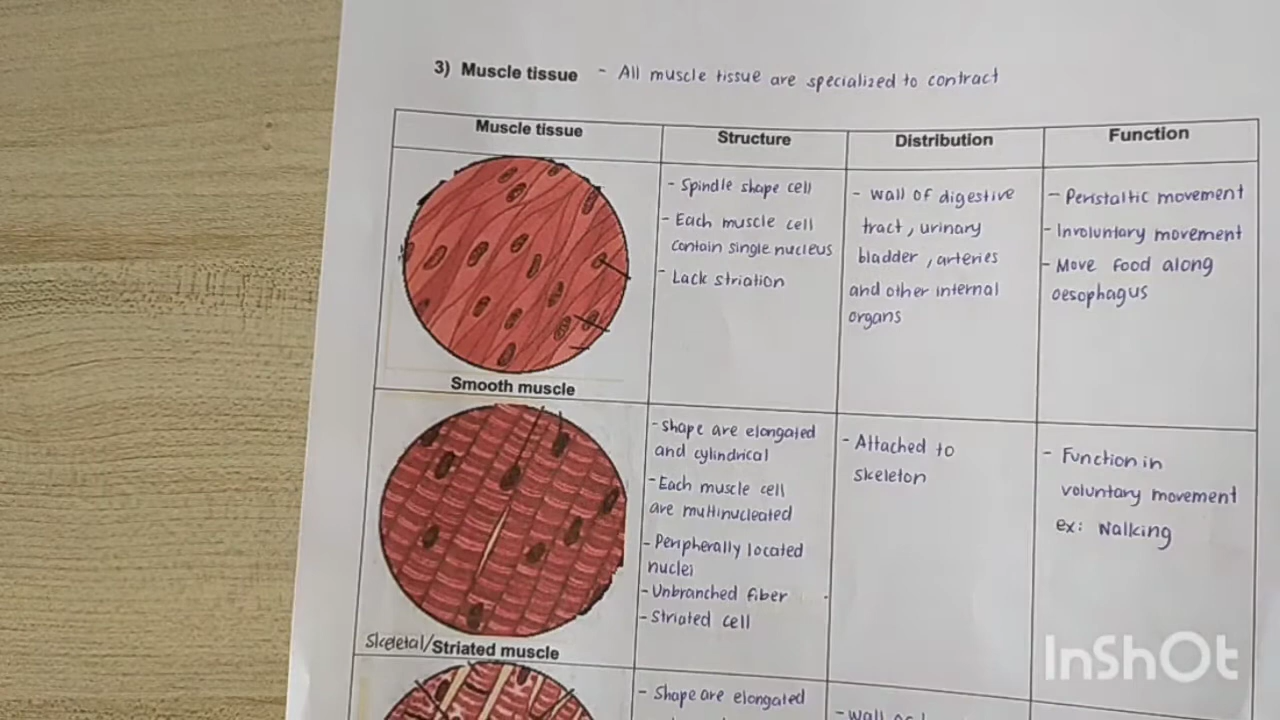 3) Muscle tissue - All muscle tissue are specialized to contract
Muscle tissue
Structure
Distribution
Function
- Spindle shape cell
- Each muscle cell
contain single nucleus
- Lack striation
- Wall of digestive
tract, urinary
bladder, arteries
and other internal
organs
- Peristaltic movement
- Involuntary movement
- Move food along
oesophagus
Smooth muscle
- Shape are elongated
and cylindrical
- Each muscle cell
are multinucleated
- Peripherally located
nuclei
- Unbranched fiber
- Striated cell
- Attached to
skeleton
- Function in
voluntary movement
ex: Walking
Skeletal/Striated muscle
- Shape are elongated
- Wall
InShOt